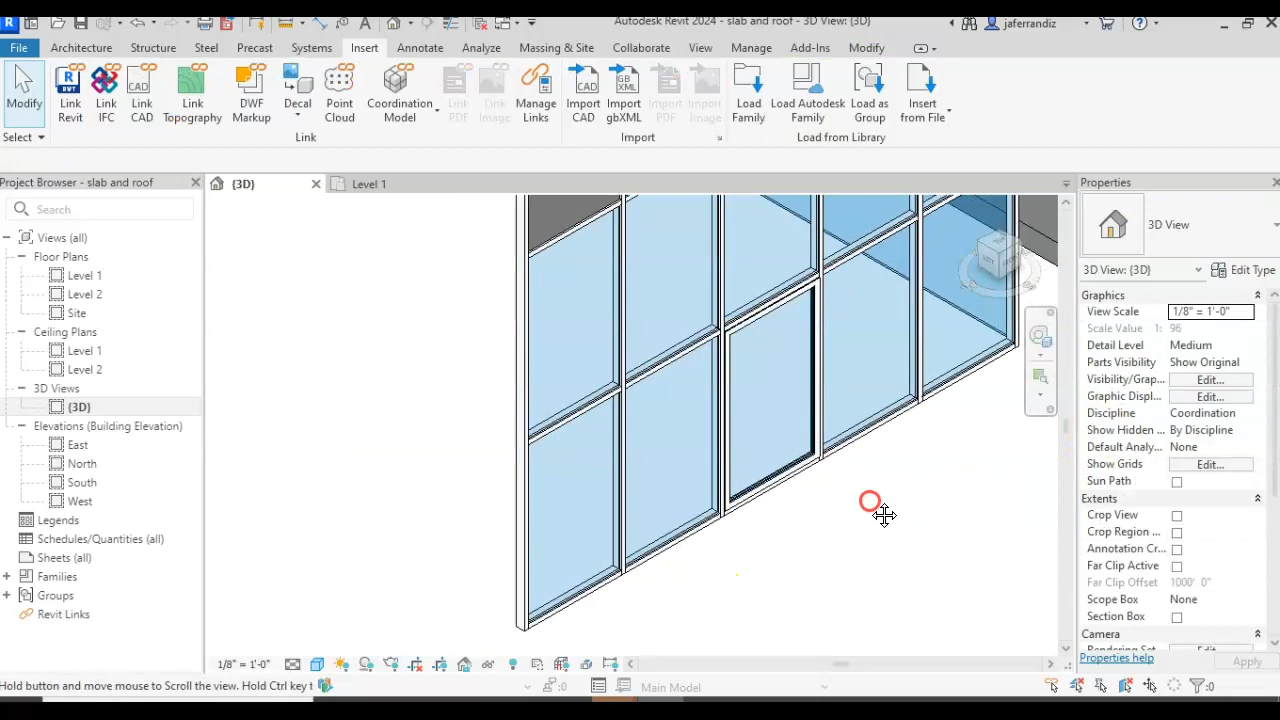 Autodesk Revit 2024 - slab and roof - 3D View: {3D}
jaferrandiz
File Architecture Structure Steel Precast Systems Insert Annotate Analyze Massing & Site Collaborate View Manage Add-Ins Modify
Modify
Link Revit
Link IFC
Link CAD
Link Topography
DWF Markup
Decal
Point Cloud
Coordination Model
Link PDF
Link Image
Manage Links
Import CAD
Import gbXML
Import PDF
Import Image
Load Family
Load Autodesk Family
Load as Group
Insert from File
Select
Link
Import
Load from Library
Project Browser - slab and roof
Search
Views (all)
Floor Plans
Level 1
Level 2
Site
Ceiling Plans
Level 1
Level 2
3D Views
{3D}
Elevations (Building Elevation)
East
North
South
West
Legends
Schedules/Quantities (all)
Sheets (all)
Families
Groups
Revit Links
{3D}
Level 1
1/8" = 1'-0"
Properties
3D View
3D View: {3D}
Edit Type
Graphics
View Scale 1/8" = 1'-0"
Scale Value 1: 96
Detail Level Medium
Parts Visibility Show Original
Visibility/Grap... Edit...
Graphic Displ... Edit...
Discipline Coordination
Show Hidden ... By Discipline
Default Analy... None
Show Grids Edit...
Sun Path
Extents
Crop View
Crop Region ...
Annotation Cr...
Far Clip Active
Far Clip Offset 1000' 0"
Scope Box None
Section Box
Camera
Properties help
Apply
Hold button and move mouse to Scroll the view. Hold Ctrl key t
:0
Main Model
:0